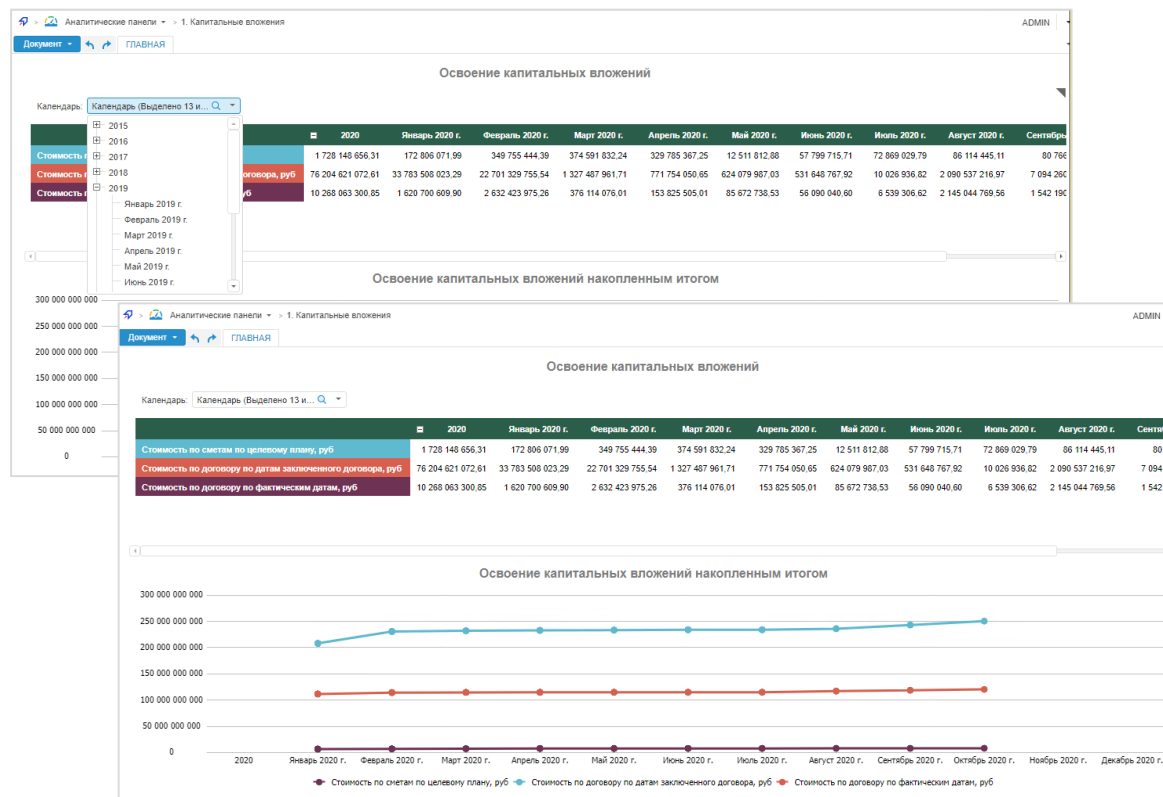 Аналитические панели > 1. Капитальные вложения ADMIN
Документ ГЛАВНАЯ
Освоение капитальных вложений
Календарь: Календарь (Выделено 13 и...
2015
2016
2017
2018
2019
Январь 2019 г.
Февраль 2019 г.
Март 2019 г.
Апрель 2019 г.
Май 2019 г.
Июнь 2019 г.
2020 Январь 2020 г. Февраль 2020 г. Март 2020 г. Апрель 2020 г. Май 2020 г. Июнь 2020 г. Июль 2020 г. Август 2020 г. Сентябрь
Стоимость 1 728 148 656,31 172 806 071,99 349 755 444,39 374 591 832,24 329 785 367,25 12 511 812,88 57 799 715,71 72 869 029,79 86 114 445,11 80 766
Стоимость оговора, руб 76 204 621 072,61 33 783 508 023,29 22 701 329 755,54 1 327 487 961,71 771 754 050,65 624 079 987,03 531 648 767,92 10 026 936,82 2 090 537 216,97 7 094 260
Стоимость уб 10 268 063 300,85 1 620 700 609,90 2 632 423 975,26 376 114 076,01 153 825 505,01 85 672 738,53 56 090 040,60 6 539 306,62 2 145 044 769,56 1 542 190
Освоение капитальных вложений накопленным итогом
300 000 000 000
250 000 000 000
200 000 000 000
150 000 000 000
100 000 000 000
50 000 000 000
0
Аналитические панели > 1. Капитальные вложения ADMIN
Документ ГЛАВНАЯ
Освоение капитальных вложений
Календарь: Календарь (Выделено 13 и...
2020 Январь 2020 г. Февраль 2020 г. Март 2020 г. Апрель 2020 г. Май 2020 г. Июнь 2020 г. Июль 2020 г. Август 2020 г. Сентя
Стоимость по сметам по целевому плану, руб 1 728 148 656,31 172 806 071,99 349 755 444,39 374 591 832,24 329 785 367,25 12 511 812,88 57 799 715,71 72 869 029,79 86 114 445,11 80
Стоимость по договору по датам заключенного договора, руб 76 204 621 072,61 33 783 508 023,29 22 701 329 755,54 1 327 487 961,71 771 754 050,65 624 079 987,03 531 648 767,92 10 026 936,82 2 090 537 216,97 7 094
Стоимость по договору по фактическим датам, руб 10 268 063 300,85 1 620 700 609,90 2 632 423 975,26 376 114 076,01 153 825 505,01 85 672 738,53 56 090 040,60 6 539 306,62 2 145 044 769,56 1 542
Освоение капитальных вложений накопленным итогом
300 000 000 000
250 000 000 000
200 000 000 000
150 000 000 000
100 000 000 000
50 000 000 000
0
2020 Январь 2020 г. Февраль 2020 г. Март 2020 г. Апрель 2020 г. Май 2020 г. Июнь 2020 г. Июль 2020 г. Август 2020 г. Сентябрь 2020 г. Октябрь 2020 г. Ноябрь 2020 г. Декабрь 2020 г.
Стоимость по сметам по целевому плану, руб Стоимость по договору по датам заключенного договора, руб Стоимость по договору по фактическим датам, руб